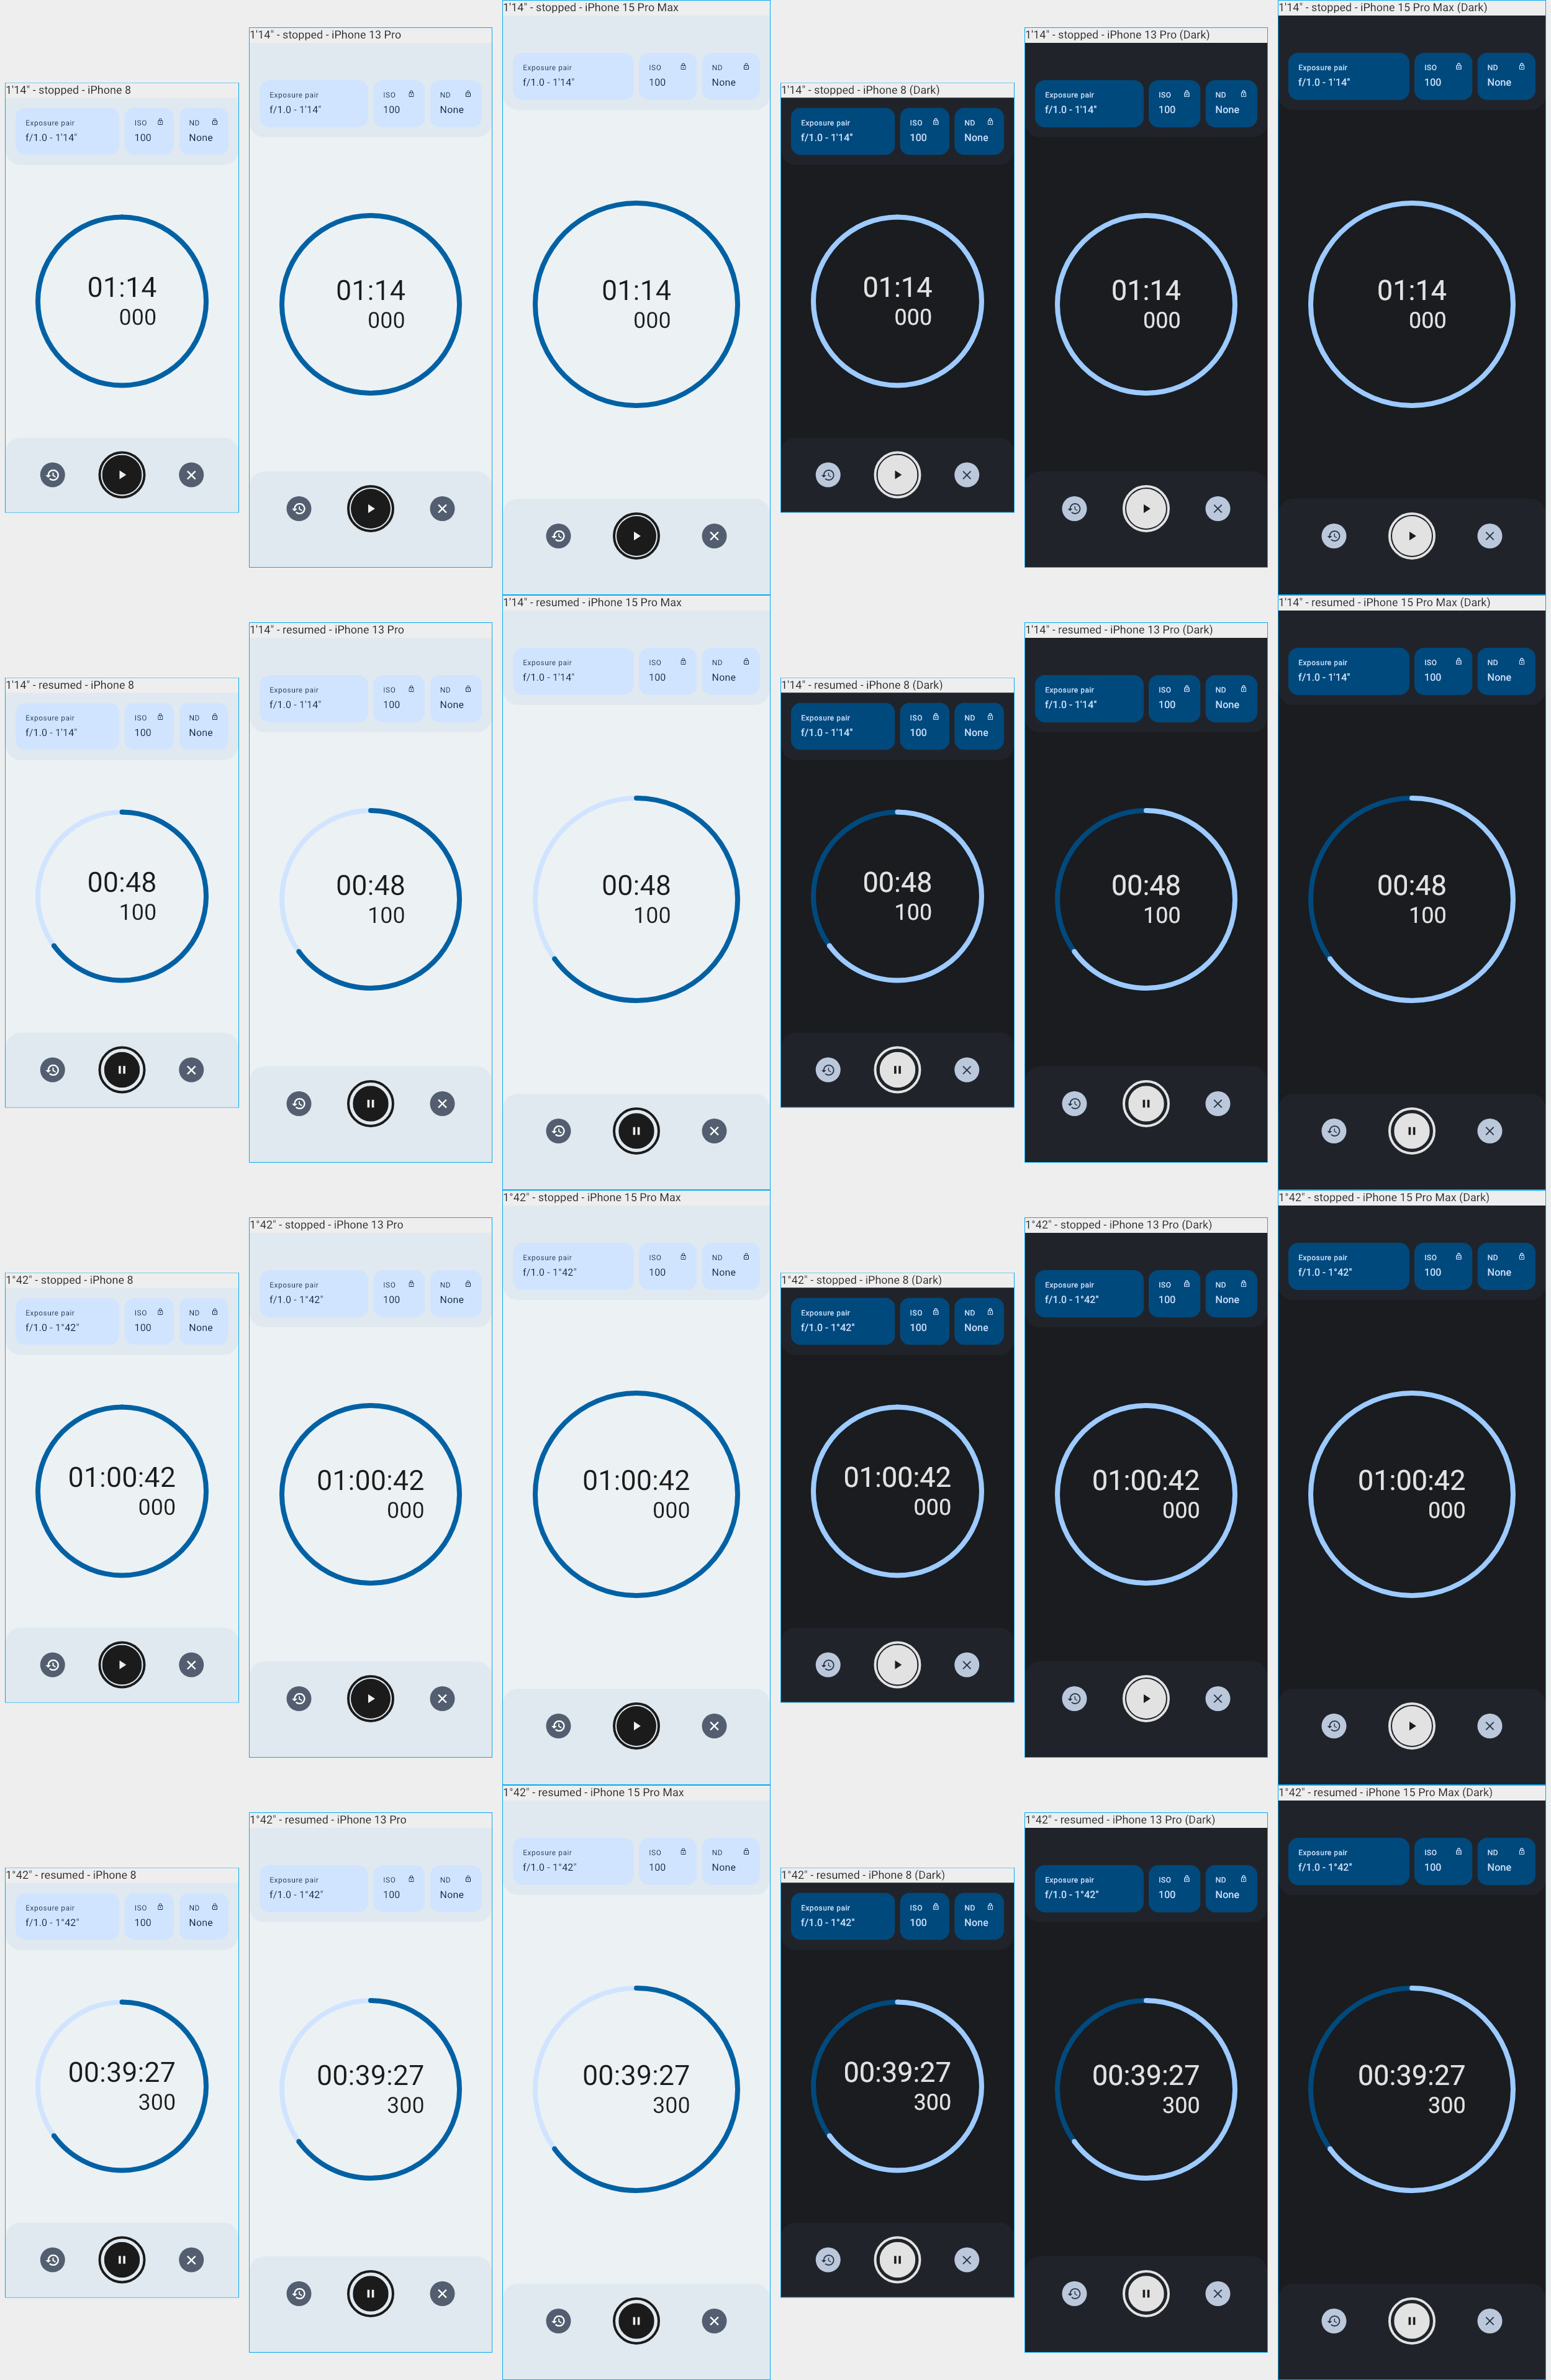 1'14" - stopped - iPhone 8
Exposure pair ISO ND
f/1.0 - 1'14" 100 None
01:14
000
1'14" - stopped - iPhone 13 Pro
Exposure pair ISO ND
f/1.0 - 1'14" 100 None
01:14
000
1'14" - stopped - iPhone 15 Pro Max
Exposure pair ISO ND
f/1.0 - 1'14" 100 None
01:14
000
1'14" - stopped - iPhone 8 (Dark)
Exposure pair ISO ND
f/1.0 - 1'14" 100 None
01:14
000
1'14" - stopped - iPhone 13 Pro (Dark)
Exposure pair ISO ND
f/1.0 - 1'14" 100 None
01:14
000
1'14" - stopped - iPhone 15 Pro Max (Dark)
Exposure pair ISO ND
f/1.0 - 1'14" 100 None
01:14
000
1'14" - resumed - iPhone 8
Exposure pair ISO ND
f/1.0 - 1'14" 100 None
00:48
100
1'14" - resumed - iPhone 13 Pro
Exposure pair ISO ND
f/1.0 - 1'14" 100 None
00:48
100
1'14" - resumed - iPhone 15 Pro Max
Exposure pair ISO ND
f/1.0 - 1'14" 100 None
00:48
100
1'14" - resumed - iPhone 8 (Dark)
Exposure pair ISO ND
f/1.0 - 1'14" 100 None
00:48
100
1'14" - resumed - iPhone 13 Pro (Dark)
Exposure pair ISO ND
f/1.0 - 1'14" 100 None
00:48
100
1'14" - resumed - iPhone 15 Pro Max (Dark)
Exposure pair ISO ND
f/1.0 - 1'14" 100 None
00:48
100
1°42" - stopped - iPhone 8
Exposure pair ISO ND
f/1.0 - 1°42" 100 None
01:00:42
000
1°42" - stopped - iPhone 13 Pro
Exposure pair ISO ND
f/1.0 - 1°42" 100 None
01:00:42
000
1°42" - stopped - iPhone 15 Pro Max
Exposure pair ISO ND
f/1.0 - 1°42" 100 None
01:00:42
000
1°42" - stopped - iPhone 8 (Dark)
Exposure pair ISO ND
f/1.0 - 1°42" 100 None
01:00:42
000
1°42" - stopped - iPhone 13 Pro (Dark)
Exposure pair ISO ND
f/1.0 - 1°42" 100 None
01:00:42
000
1°42" - stopped - iPhone 15 Pro Max (Dark)
Exposure pair ISO ND
f/1.0 - 1°42" 100 None
01:00:42
000
1°42" - resumed - iPhone 8
Exposure pair ISO ND
f/1.0 - 1°42" 100 None
00:39:27
300
1°42" - resumed - iPhone 13 Pro
Exposure pair ISO ND
f/1.0 - 1°42" 100 None
00:39:27
300
1°42" - resumed - iPhone 15 Pro Max
Exposure pair ISO ND
f/1.0 - 1°42" 100 None
00:39:27
300
1°42" - resumed - iPhone 8 (Dark)
Exposure pair ISO ND
f/1.0 - 1°42" 100 None
00:39:27
300
1°42" - resumed - iPhone 13 Pro (Dark)
Exposure pair ISO ND
f/1.0 - 1°42" 100 None
00:39:27
300
1°42" - resumed - iPhone 15 Pro Max (Dark)
Exposure pair ISO ND
f/1.0 - 1°42" 100 None
00:39:27
300